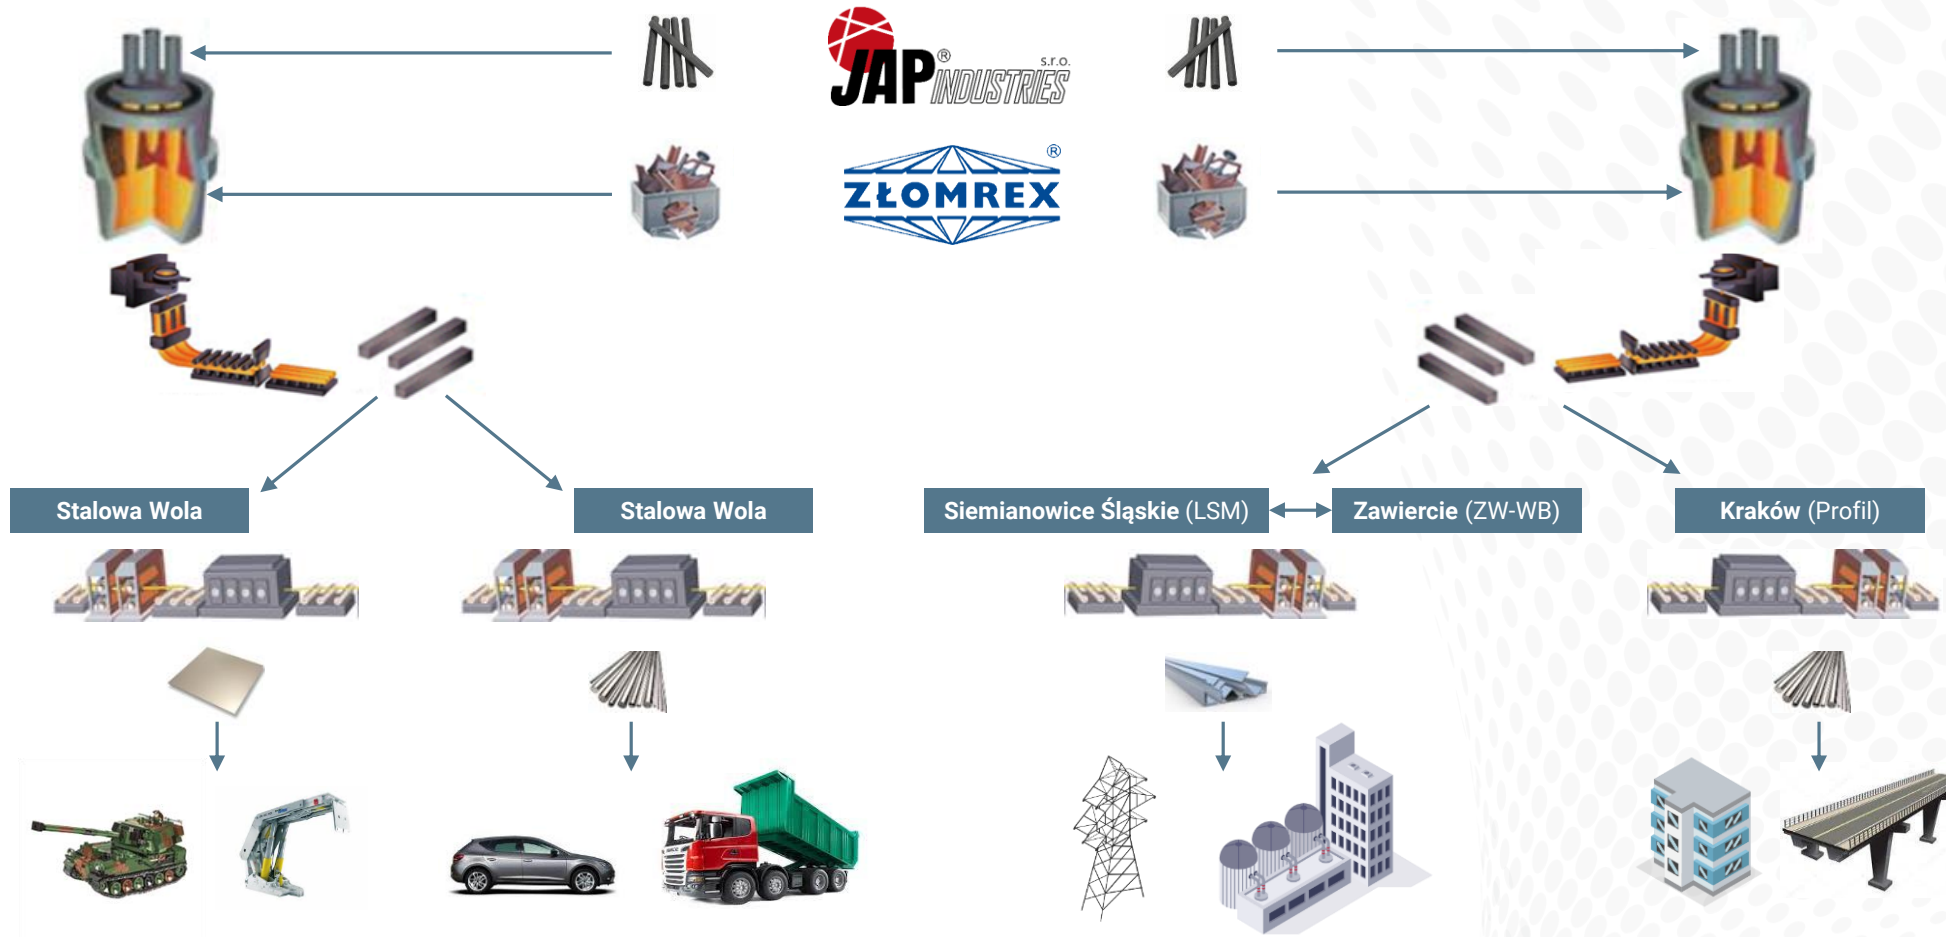 JAP® INDUSTRIES s.r.o.
ZŁOMREX ®
Stalowa Wola
Stalowa Wola
Siemianowice Śląskie (LSM)
Zawiercie (ZW-WB)
Kraków (Profil)